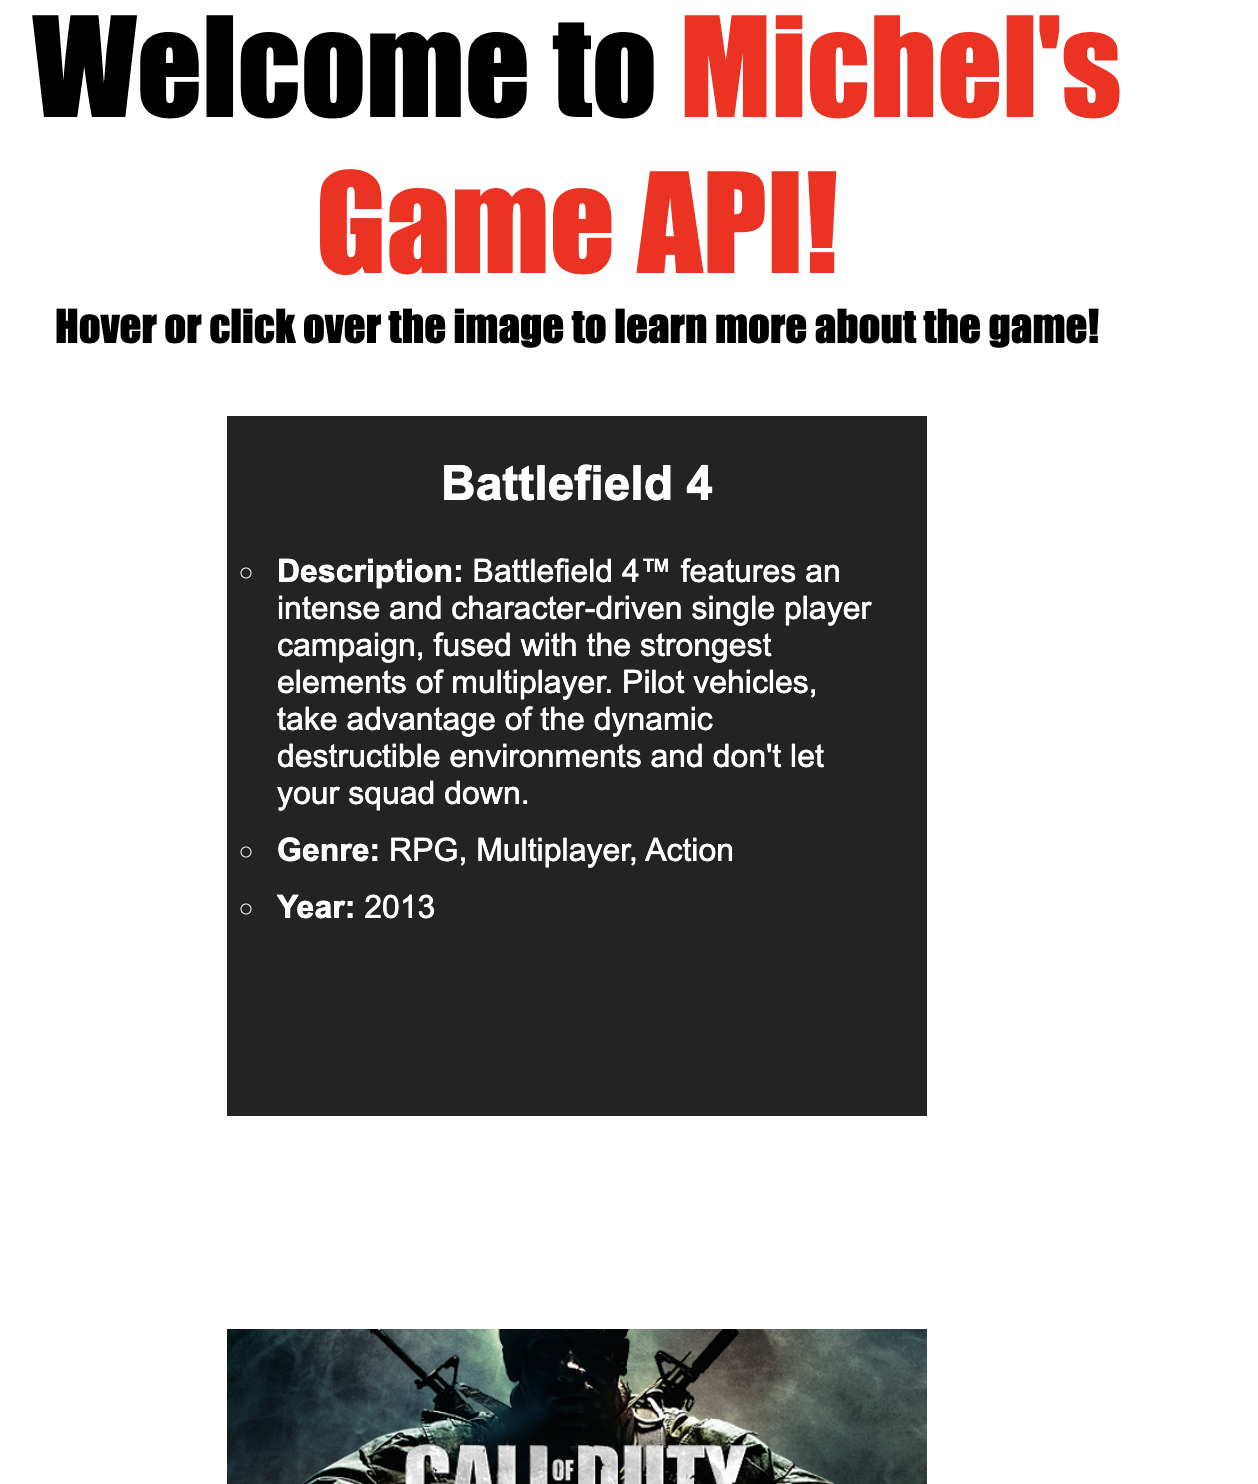 Welcome to Michel's
Game API!
Hover or click over the image to learn more about the game!
Battlefield 4
Description: Battlefield 4™ features an
intense and character-driven single player
campaign, fused with the strongest
elements of multiplayer. Pilot vehicles,
take advantage of the dynamic
destructible environments and don't let
your squad down.
Genre: RPG, Multiplayer, Action
Year: 2013
CALL OF DUTY